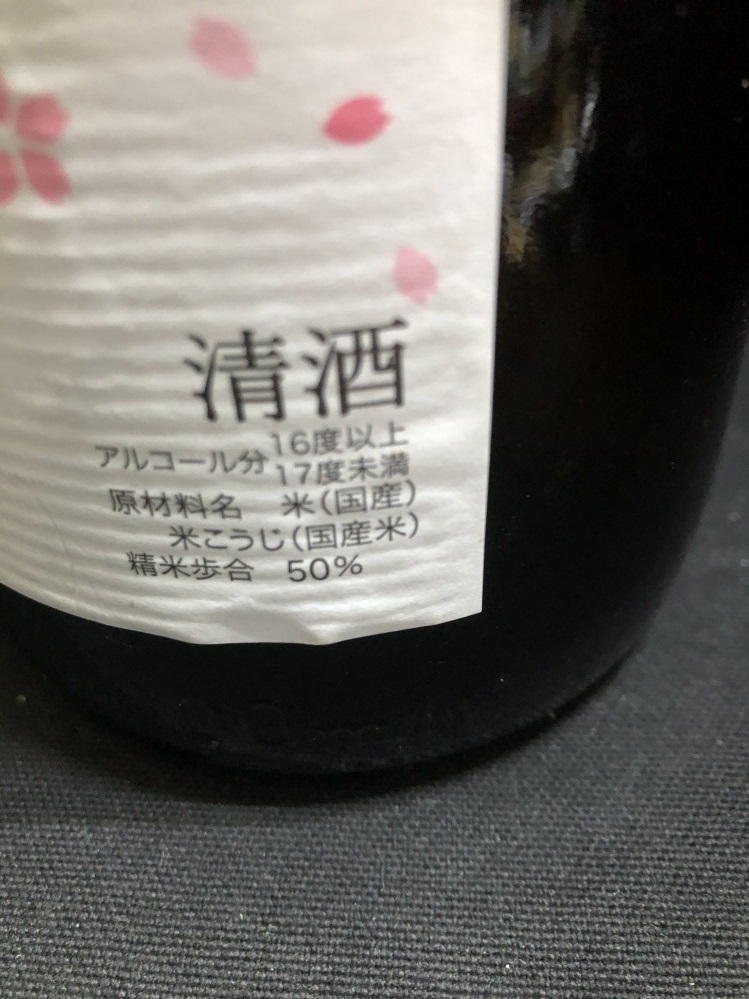 清酒
アルコール分 16度以上
17度未満
原材料名 米(国産)
米こうじ(国産米)
精米歩合 50%